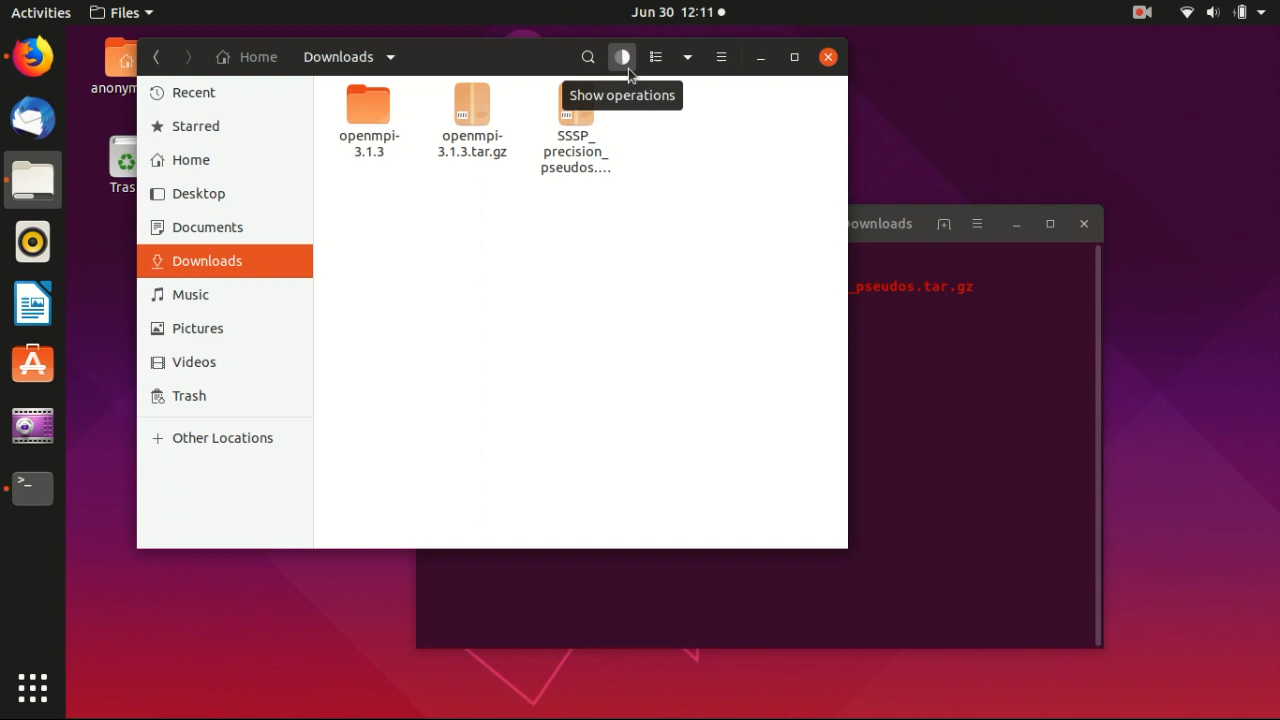 Activities
Files
Jun 30 12:11
anonym
Tras
Home
Downloads
Show operations
Recent
Starred
Home
Desktop
Documents
Downloads
Music
Pictures
Videos
Trash
Other Locations
openmpi-
3.1.3
openmpi-
3.1.3.tar.gz
SSSP_
precision_
pseudos....
ownloads
_pseudos.tar.gz